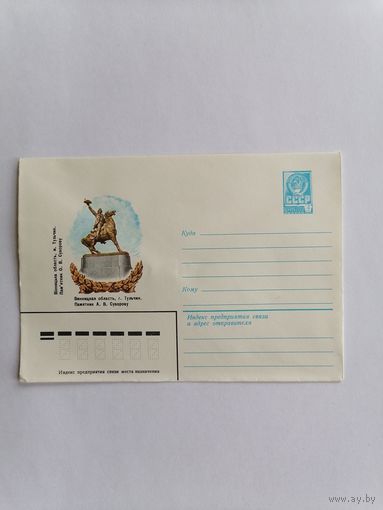 СССР
Вінницька область, м. Тульчин.
Пам'ятник О. В. Суворову
Винницкая область, г. Тульчин.
Памятник А. В. Суворову
Куда
Кому
Индекс предприятия связи
и адрес отправителя
Индекс предприятия связи места назначения
https://www.ay.by/